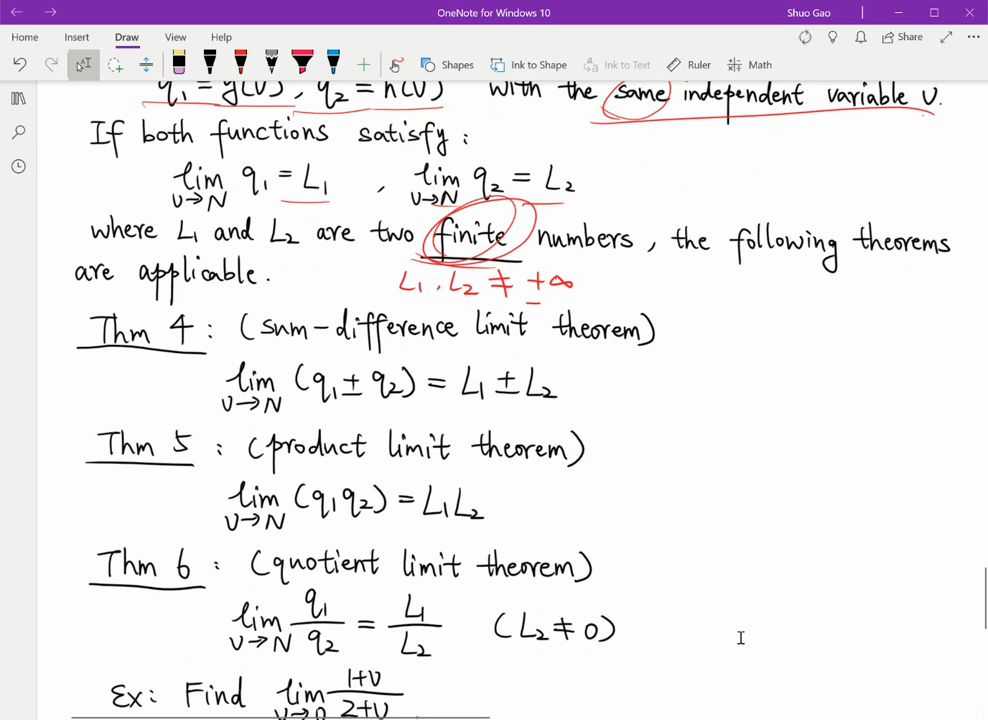 OneNote for Windows 10
Shuo Gao
Home Insert Draw View Help
Share
Shapes Ink to Shape Ink to Text Ruler Math
q₁ = g(v), q₂ = h(v) with the same independent variable v.
If both functions satisfy:
lim v→N q₁ = L₁ , lim v→N q₂ = L₂
where L₁ and L₂ are two finite numbers, the following theorems
are applicable.
L₁, L₂ ≠ ±∞
Thm 4 : (sum-difference limit theorem)
lim v→N (q₁ ± q₂) = L₁ ± L₂
Thm 5 : (product limit theorem)
lim v→N (q₁q₂) = L₁L₂
Thm 6 : (quotient limit theorem)
lim v→N q₁/q₂ = L₁/L₂ (L₂ ≠ 0)
Ex: Find lim v→0 1+v/2+v